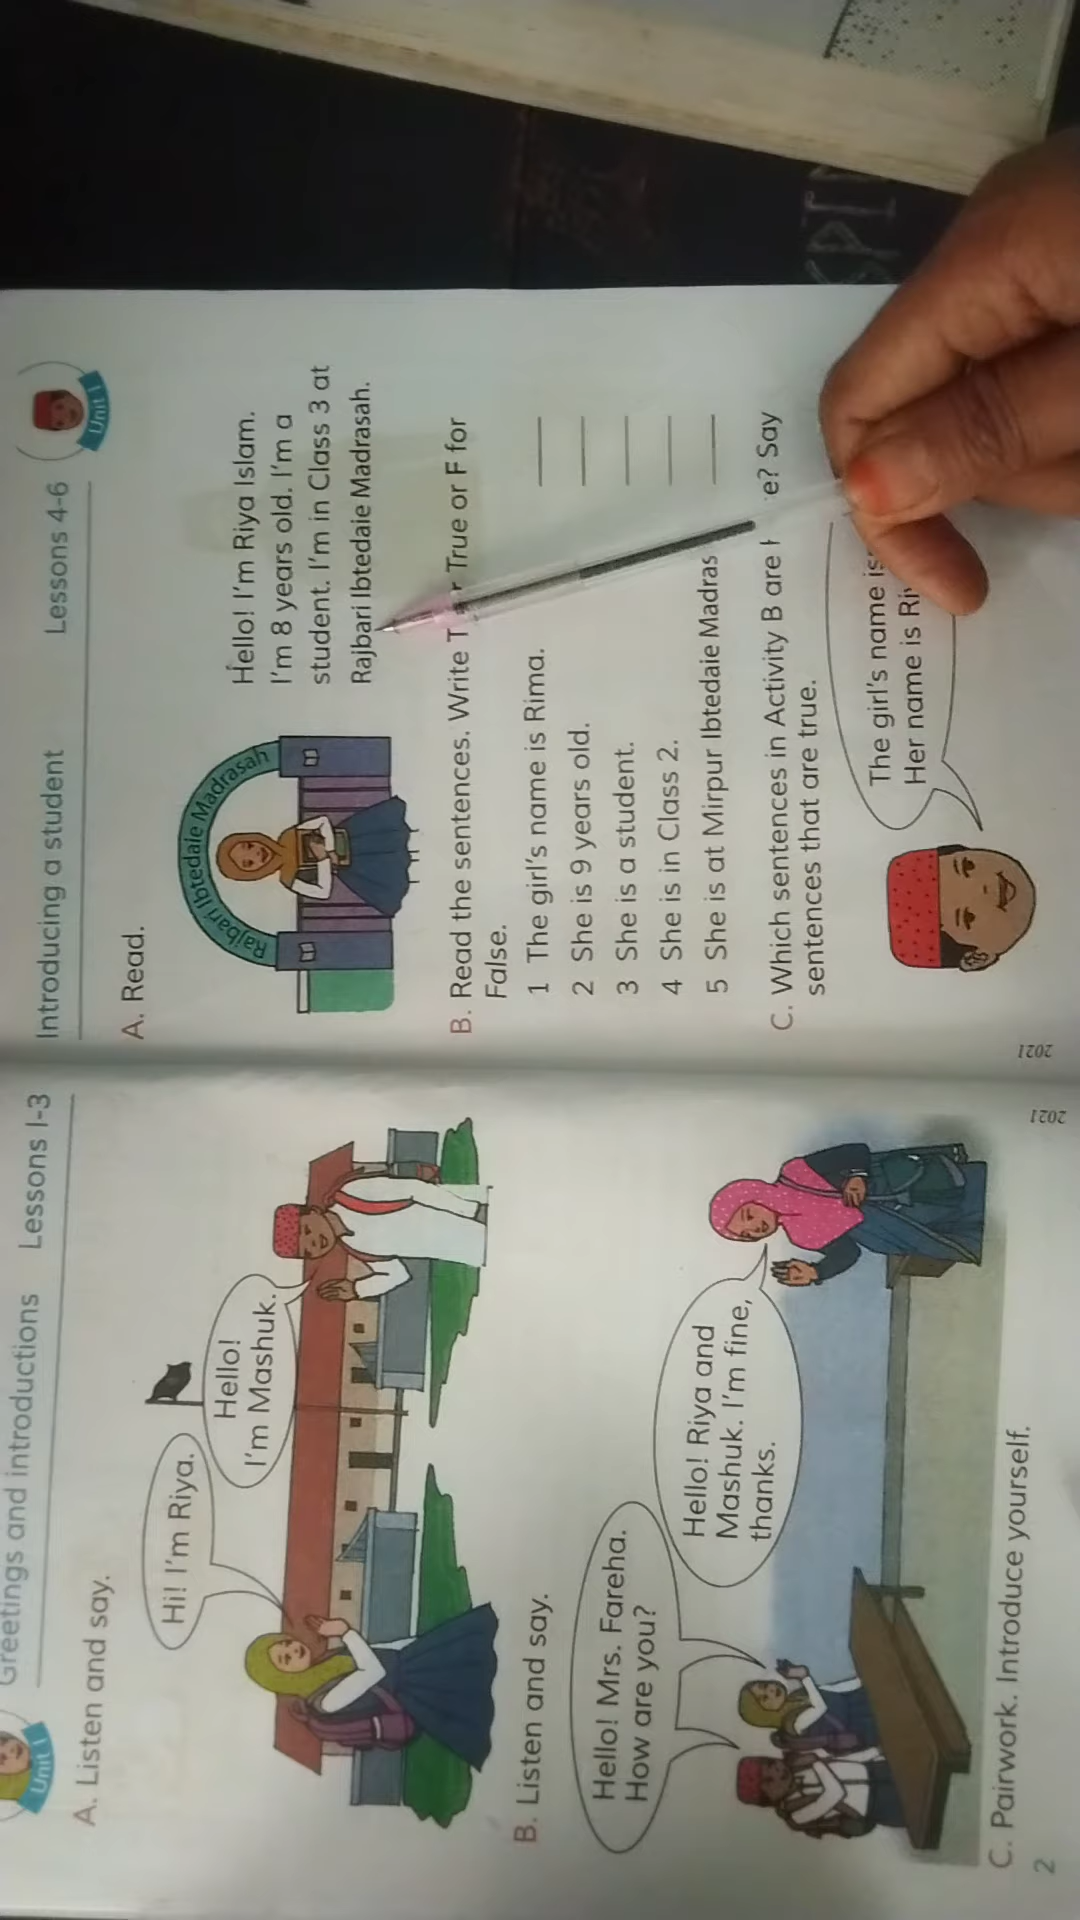 Greetings and introductions Lessons 1-3
Unit 1
A. Listen and say.
Hi! I'm Riya.
Hello!
I'm Mashuk.
B. Listen and say.
Hello! Mrs. Fareha.
How are you?
Hello! Riya and
Mashuk. I'm fine,
thanks.
C. Pairwork. Introduce yourself.
2
2021
Introducing a student Lessons 4-6
Unit 1
A. Read.
Rajbari Ibtedaie Madrasah
Hello! I'm Riya Islam.
I'm 8 years old. I'm a
student. I'm in Class 3 at
Rajbari Ibtedaie Madrasah.
B. Read the sentences. Write T True or F for
False.
1 The girl's name is Rima.
2 She is 9 years old.
3 She is a student.
4 She is in Class 2.
5 She is at Mirpur Ibtedaie Madras
C. Which sentences in Activity B are ? Say
sentences that are true.
The girl's name is
Her name is
2021